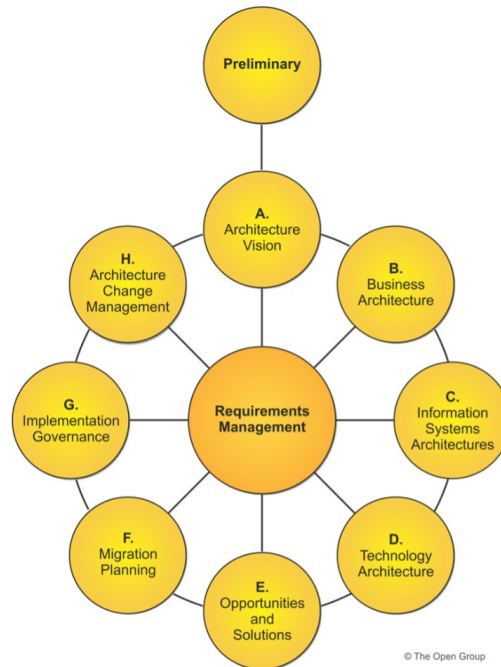 Preliminary
A.
Architecture
Vision
B.
Business
Architecture
C.
Information
Systems
Architectures
D.
Technology
Architecture
E.
Opportunities
and
Solutions
F.
Migration
Planning
G.
Implementation
Governance
H.
Architecture
Change
Management
Requirements
Management
© The Open Group